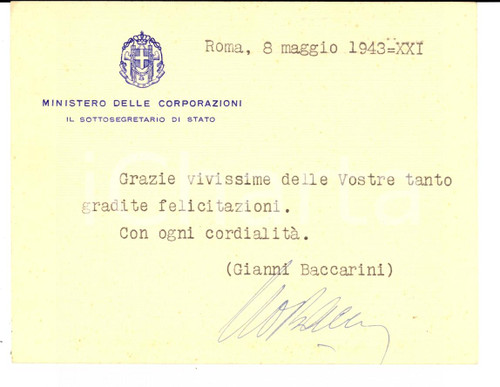 Roma, 8 maggio 1943=XXI
MINISTERO DELLE CORPORAZIONI
IL SOTTOSEGRETARIO DI STATO
Grazie vivissime delle Vostre tanto
gradite felicitazioni.
Con ogni cordialità.
(Gianni Baccarini)